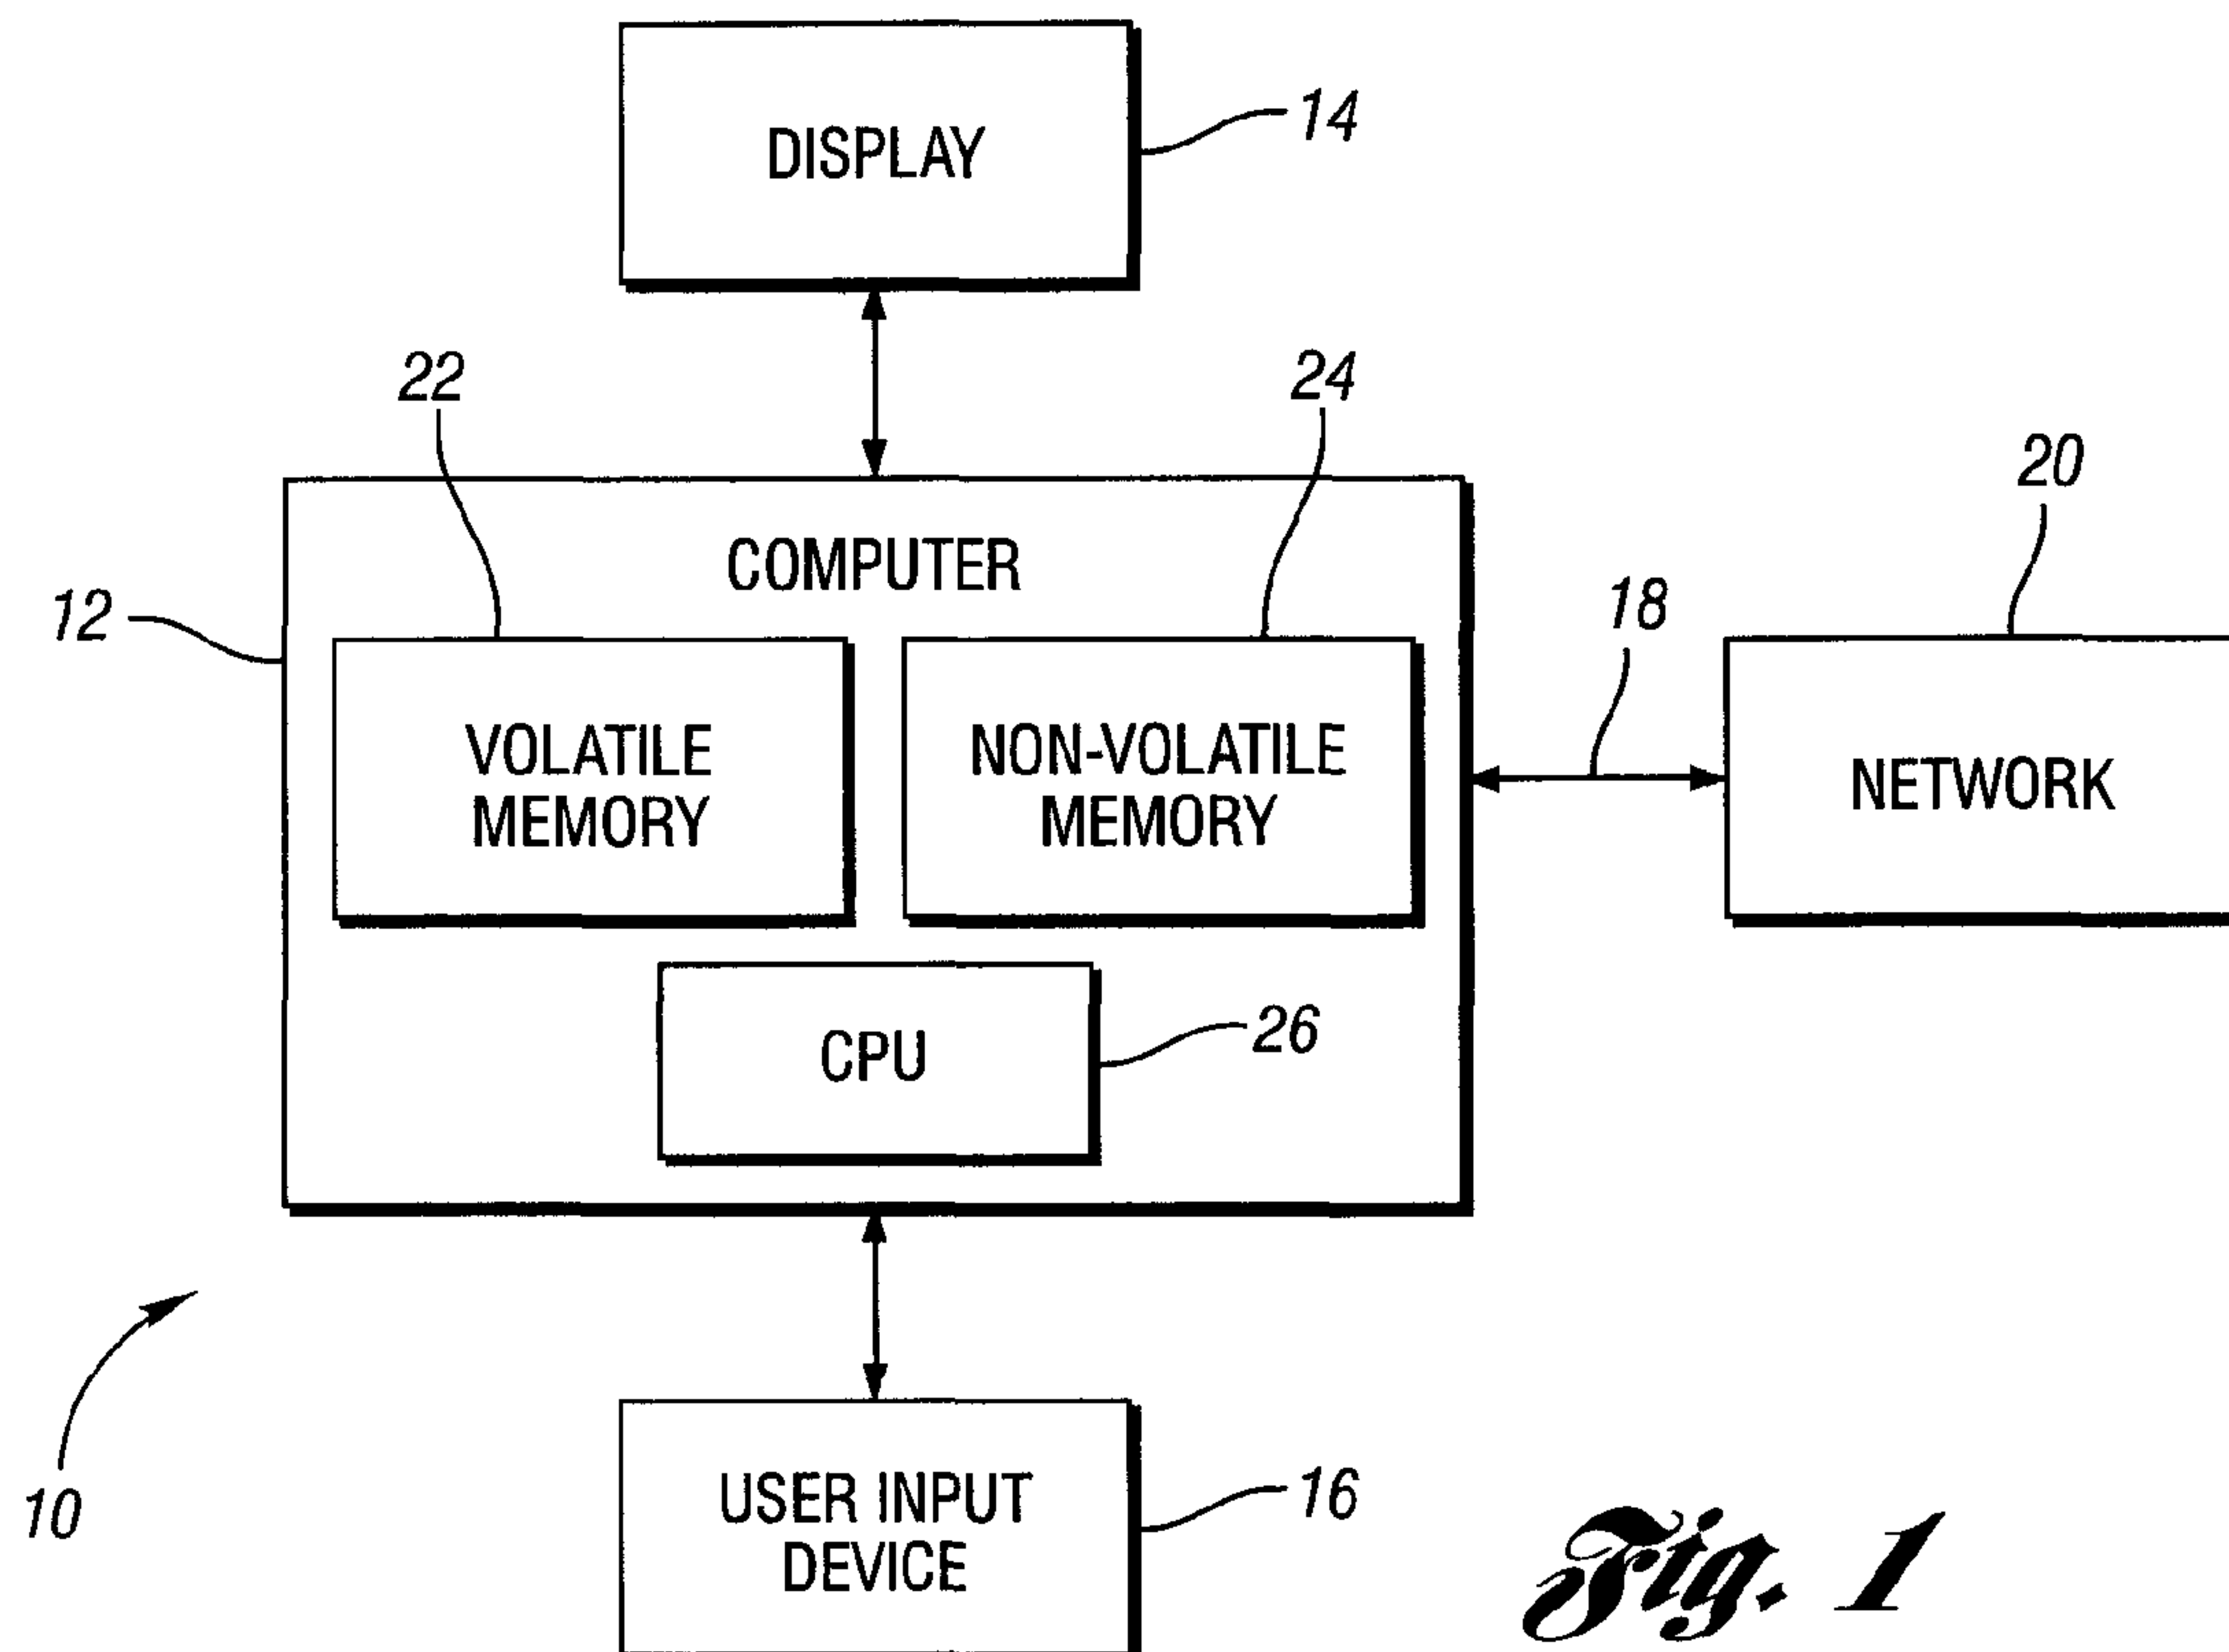 DISPLAY
14
22
24
20
COMPUTER
12
18
VOLATILE
MEMORY
NON-VOLATILE
MEMORY
NETWORK
CPU
26
10
USER INPUT
DEVICE
16
Fig. 1